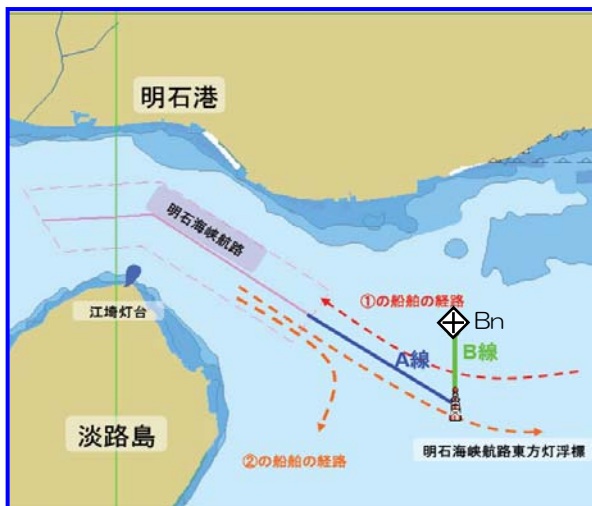 明石港
明石海峡航路
江埼灯台
①の船舶の経路
Bn
A線
B線
淡路島
②の船舶の経路
明石海峡航路東方灯浮標